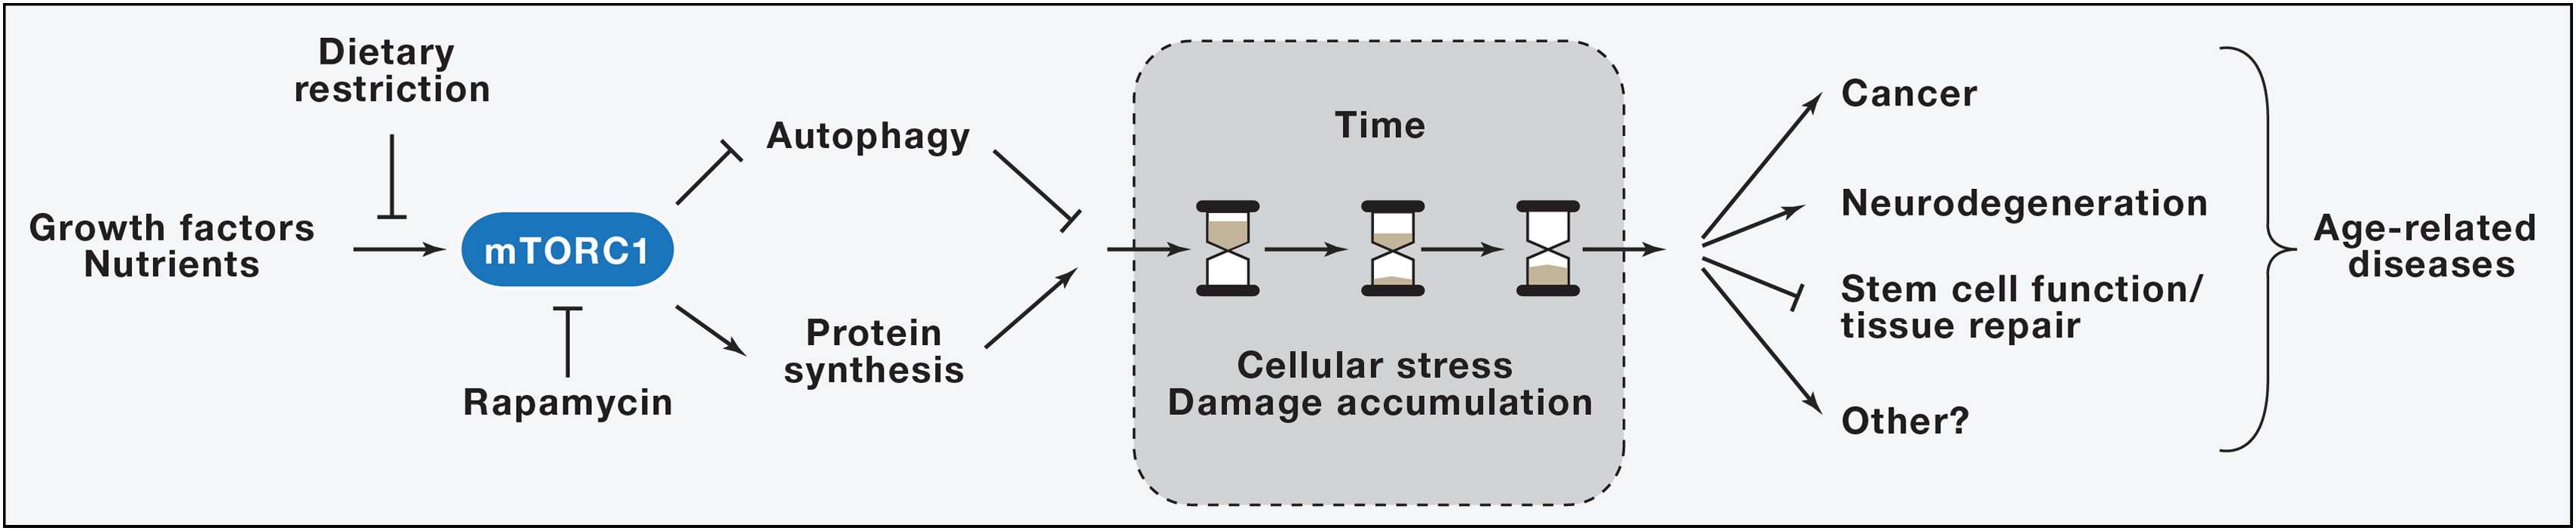 Dietary
restriction
Growth factors
Nutrients
mTORC1
Rapamycin
Autophagy
Protein
synthesis
Time
Cellular stress
Damage accumulation
Cancer
Neurodegeneration
Stem cell function/
tissue repair
Other?
Age-related
diseases